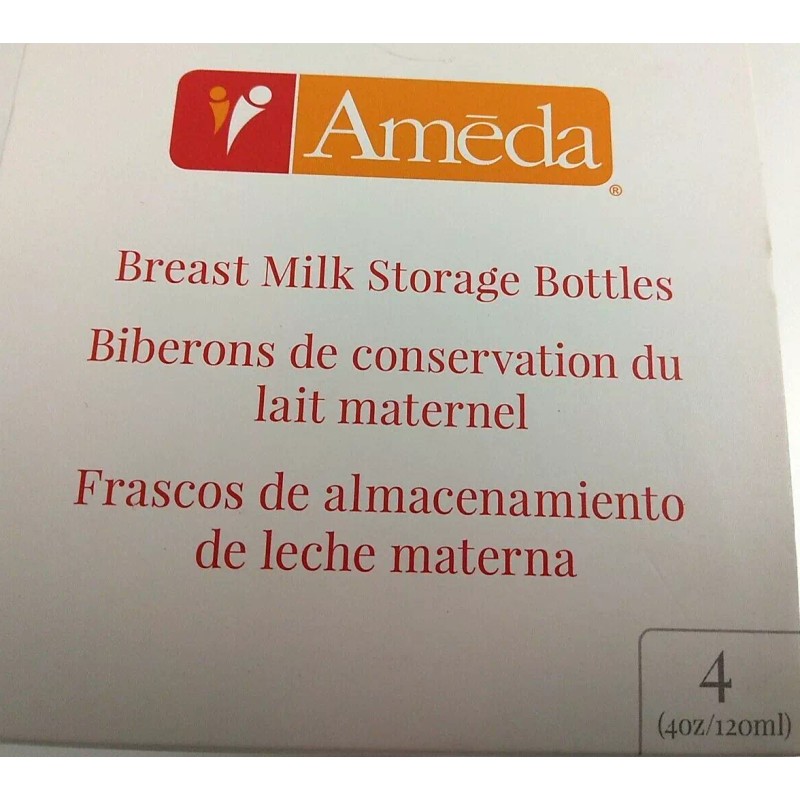 Amēda
®
Breast Milk Storage Bottles
Biberons de conservation du
lait maternel
Frascos de almacenamiento
de leche materna
4
(4oz/120ml)